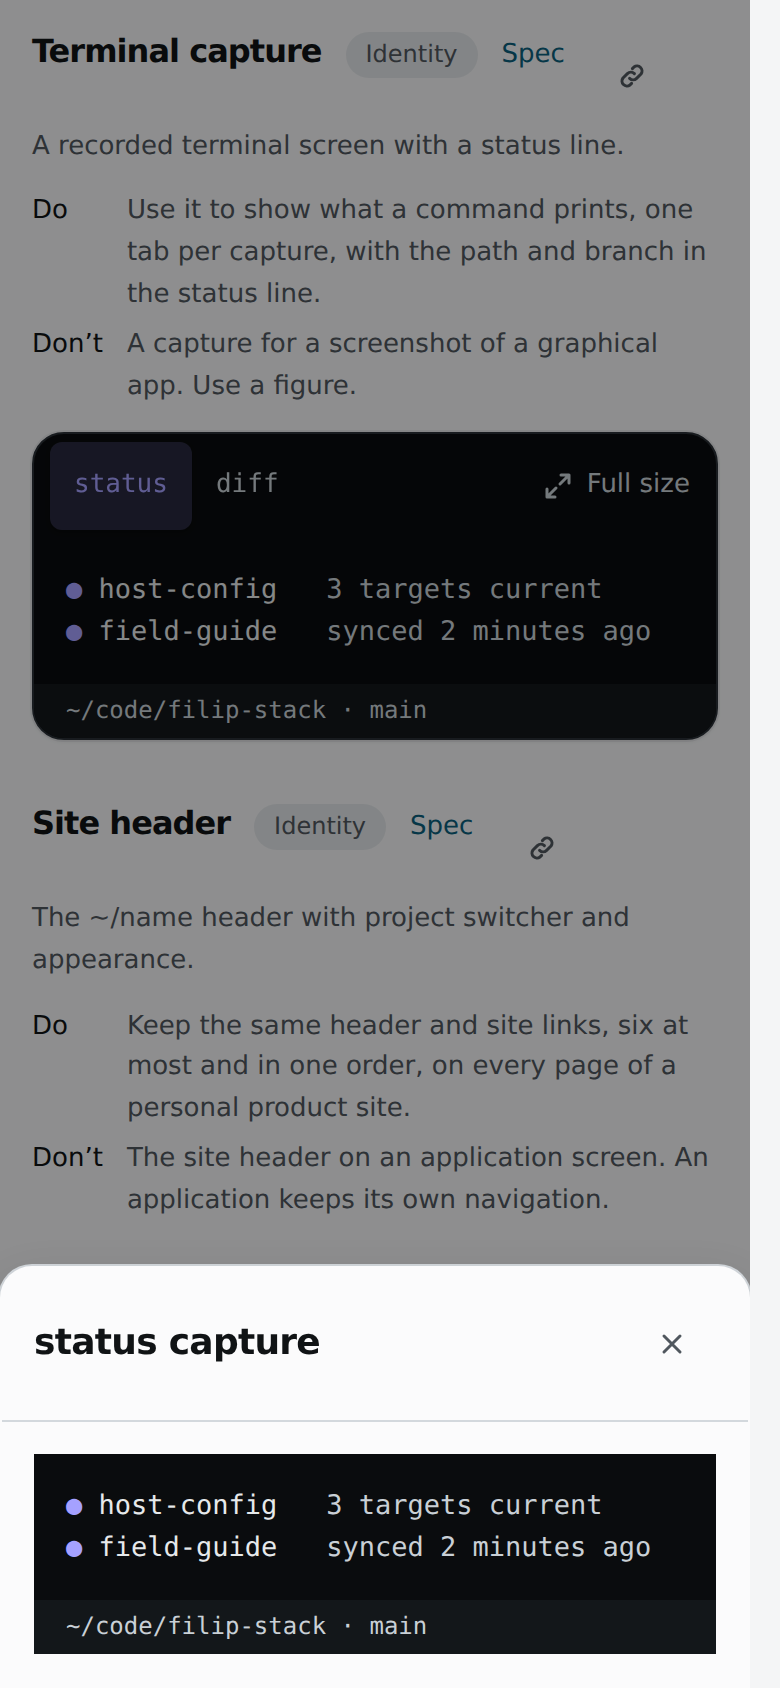 Terminal capture Identity Spec
A recorded terminal screen with a status line.
Do Use it to show what a command prints, one
tab per capture, with the path and branch in
the status line.
Don’t A capture for a screenshot of a graphical
app. Use a figure.
status diff Full size
● host-config 3 targets current
● field-guide synced 2 minutes ago
~/code/filip-stack · main
Site header Identity Spec
The ~/name header with project switcher and
appearance.
Do Keep the same header and site links, six at
most and in one order, on every page of a
personal product site.
Don’t The site header on an application screen. An
application keeps its own navigation.
status capture
● host-config 3 targets current
● field-guide synced 2 minutes ago
~/code/filip-stack · main